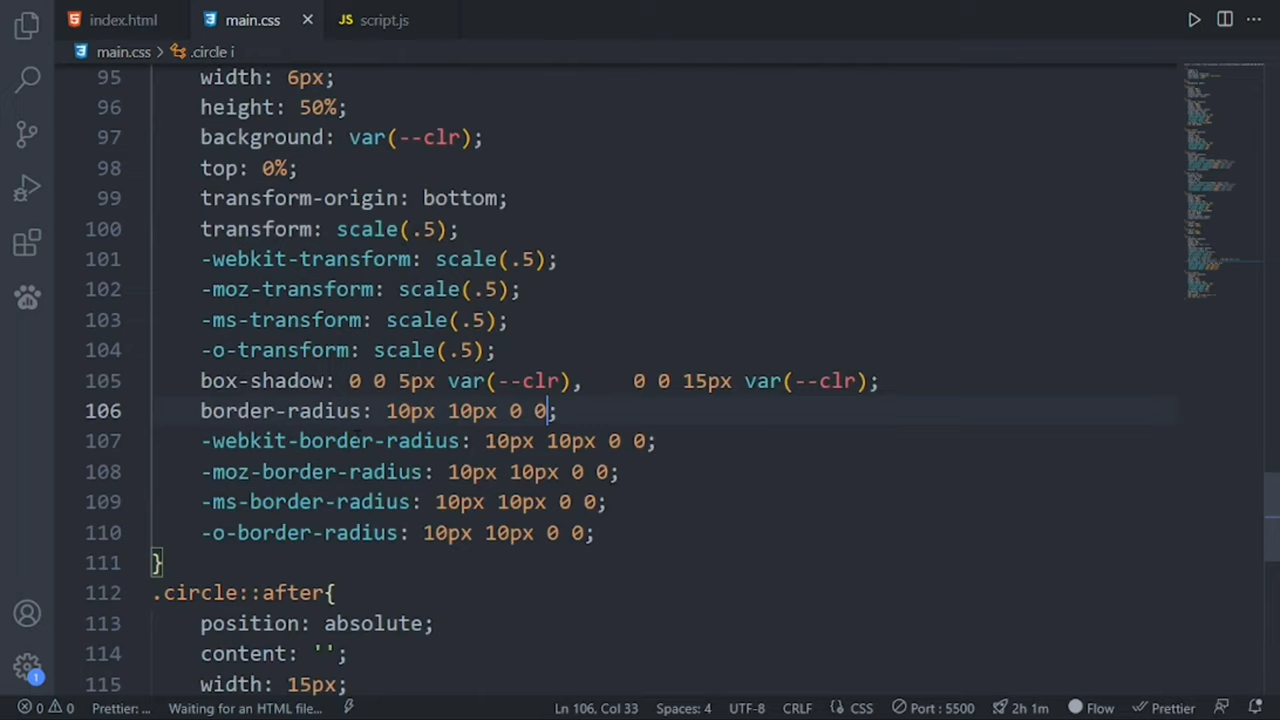 index.html main.css × JS script.js ...
main.css > .circle i
95 width: 6px;
96 height: 50%;
97 background: var(--clr);
98 top: 0%;
99 transform-origin: bottom;
100 transform: scale(.5);
101 -webkit-transform: scale(.5);
102 -moz-transform: scale(.5);
103 -ms-transform: scale(.5);
104 -o-transform: scale(.5);
105 box-shadow: 0 0 5px var(--clr), 0 0 15px var(--clr);
106 border-radius: 10px 10px 0 0;
107 -webkit-border-radius: 10px 10px 0 0;
108 -moz-border-radius: 10px 10px 0 0;
109 -ms-border-radius: 10px 10px 0 0;
110 -o-border-radius: 10px 10px 0 0;
111 }
112 .circle::after{
113 position: absolute;
114 content: '';
115 width: 15px;
1
0 0 Prettier: ... Waiting for an HTML file... Ln 106, Col 33 Spaces: 4 UTF-8 CRLF CSS Port : 5500 2h 1m Flow Prettier